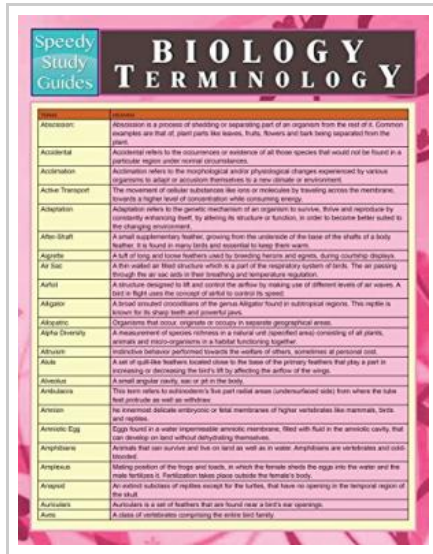 Speedy
Study
Guides
BIOLOGY
TERMINOLOGY
Abscission:
Abscission is a process of shedding or separating part of an organism from the rest of it. Common
examples are that of, plant parts like leaves, fruits, flowers and bark being separated from the
plant.
Accidental
Accidental refers to the occurrences or existence of all those species that would not be found in a
particular region under normal circumstances.
Acclimation
Acclimation refers to the morphological and/or physiological changes experienced by various
organisms to adapt or accustom themselves to a new climate or environment.
Active Transport
The movement of cellular substances like ions or molecules by traveling across the membrane,
towards a higher level of concentration while consuming energy.
Adaptation
Adaptation refers to the genetic mechanism of an organism to survive, thrive and reproduce by
constantly enhancing itself, by altering its structure or function, in order to become better suited to
the changing environment.
After-Shaft
A small supplementary feather, growing from the underside of the base of the shafts of a body
feather. It is found in many birds and essential to keep them warm.
Aigrette
A tuft of long and loose feathers used by breeding herons and egrets, during courtship displays.
Air Sac
A thin walled air filled structure which is a part of the respiratory system of birds. The air passing
through the air sac aids in their breathing and temperature regulation.
Airfoil
A structure designed to lift and control the airflow by making use of different levels of air waves. A
bird in flight uses the concept of airfoil to control its speed.
Alligator
A broad snouted crocodilians of the genus Alligator found in subtropical regions. This reptile is
known for its sharp teeth and powerful jaws.
Allopatric
Organisms that occur, originate or occupy in separate geographical areas.
Alpha Diversity
A measurement of species richness in a natural unit (specified area) consisting of all plants,
animals and micro-organisms in a habitat functioning together.
Altruism
Instinctive behavior performed towards the welfare of others, sometimes at personal cost.
Alula
A set of quill-like feathers located close to the base of the primary feathers that play a part in
increasing or decreasing the bird's lift by affecting the airflow of the wings.
Alveolus
A small angular cavity, sac or pit in the body.
Ambulacra
This term refers to echinoderm's five part radial areas (undersurfaced side) from where the tube
feet protrude as well as withdraw.
Amnion
he innermost delicate embryonic or fetal membranes of higher vertebrates like mammals, birds
and reptiles.
Amniotic Egg
Eggs found in a water impermeable amniotic membrane, filled with fluid in the amniotic cavity, that
can develop on land without dehydrating themselves.
Amphibians
Animals that can survive and live on land as well as in water. Amphibians are vertebrates and cold-
blooded.
Amplexus
Mating position of the frogs and toads, in which the female sheds the eggs into the water and the
male fertilizes it. Fertilization takes place outside the female's body.
Anapsid
An extinct subclass of reptiles except for the turtles, that have no opening in the temporal region of
the skull.
Auriculars
Auriculars is a set of feathers that are found near a bird's ear openings.
Aves
A class of vertebrates comprising the entire bird family.